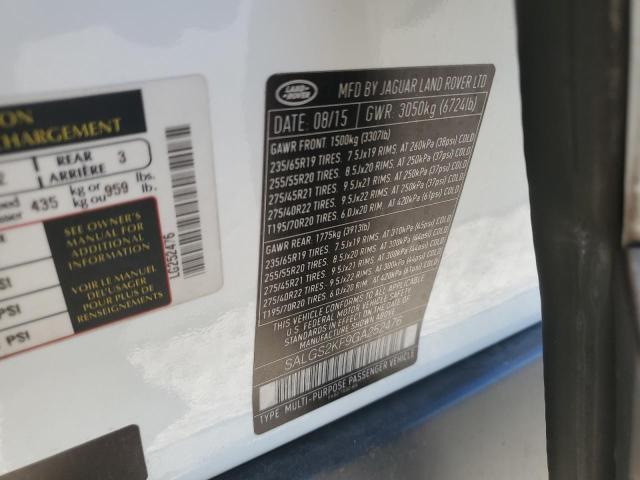 ON
CHARGEMENT
2 REAR 3
ARRIÈRE
435 kg or 959 lbs.
kg ou lb.
SEE OWNER'S
MANUAL FOR
ADDITIONAL
INFORMATION
VOIR LE MANUEL
DE L'USAGER
POUR PLUS DE
RENSEIGNEMENTS
PSI
PSI
PSI
LG252476
LAND ROVER
MFD BY JAGUAR LAND ROVER LTD
DATE: 08/15 GWR: 3050kg (6724lb)
GAWR FRONT 1500kg (3307lb)
235/65R19 TIRES. 7.5Jx19 RIMS. AT 260kPa (38psi) COLD
255/55R20 TIRES. 8.5Jx20 RIMS. AT 250kPa (37psi) COLD
275/45R21 TIRES. 9.5Jx21 RIMS. AT 250kPa (37psi) COLD
275/40R22 TIRES. 9.5Jx22 RIMS. AT 250kPa (37psi) COLD
T195/70R20 TIRES. 6.0Jx20 RIM. AT 420kPa (61psi) COLD
GAWR REAR. 1775kg (3913lb)
235/65R19 TIRES. 7.5Jx19 RIMS. AT 310kPa (45psi) COLD
255/55R20 TIRES. 8.5Jx20 RIMS. AT 300kPa (44psi) COLD
275/45R21 TIRES. 9.5Jx21 RIMS. AT 300kPa (44psi) COLD
275/40R22 TIRES. 9.5Jx22 RIMS. AT 300kPa (44psi) COLD
T195/70R20 TIRES. 6.0Jx20 RIM. AT 420kPa (61psi) COLD
THIS VEHICLE CONFORMS TO ALL APPLICABLE
U.S. FEDERAL MOTOR VEHICLE SAFETY
STANDARDS IN EFFECT ON THE DATE OF
MANUFACTURE SHOWN ABOVE.
SALGS2KF9GA252476
TYPE: MULTI-PURPOSE PASSENGER VEHICLE